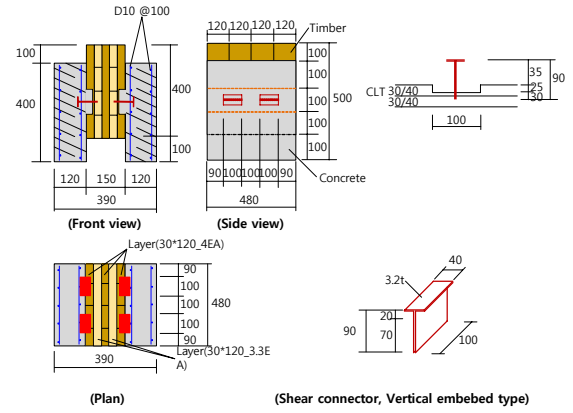 D10 @100
100
400
400
100
120
150
120
390
(Front view)
120 120 120 120
Timber
100
100
100
100
100
500
90 100 100 100 90
480
Concrete
(Side view)
CLT 30/40
30/40
35
25
30
90
100
Layer(30*120_4EA)
90
100
100
100
90
480
Layer(30*120_3.3E
A)
390
(Plan)
40
3.2t
20
70
90
100
(Shear connector, Vertical embebed type)